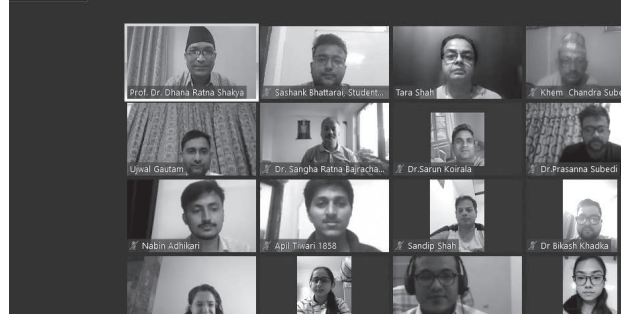 Prof. Dr. Dhana Ratna Shakya
Sashank Bhattarai, Student...
Tara Shah
Khem Chandra Sube
Ujwal Gautam
Dr. Sangha Ratna Bajracha...
Dr.Sarun Koirala
Dr.Prasanna Subedi
Nabin Adhikari
Apil Tiwari 1858
Sandip Shah
Dr Bikash Khadka